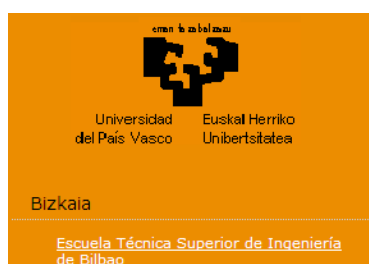 eman ta zabal zazu
Universidad Euskal Herriko
del País Vasco Unibertsitatea
Bizkaia
Escuela Técnica Superior de Ingeniería
de Bilbao